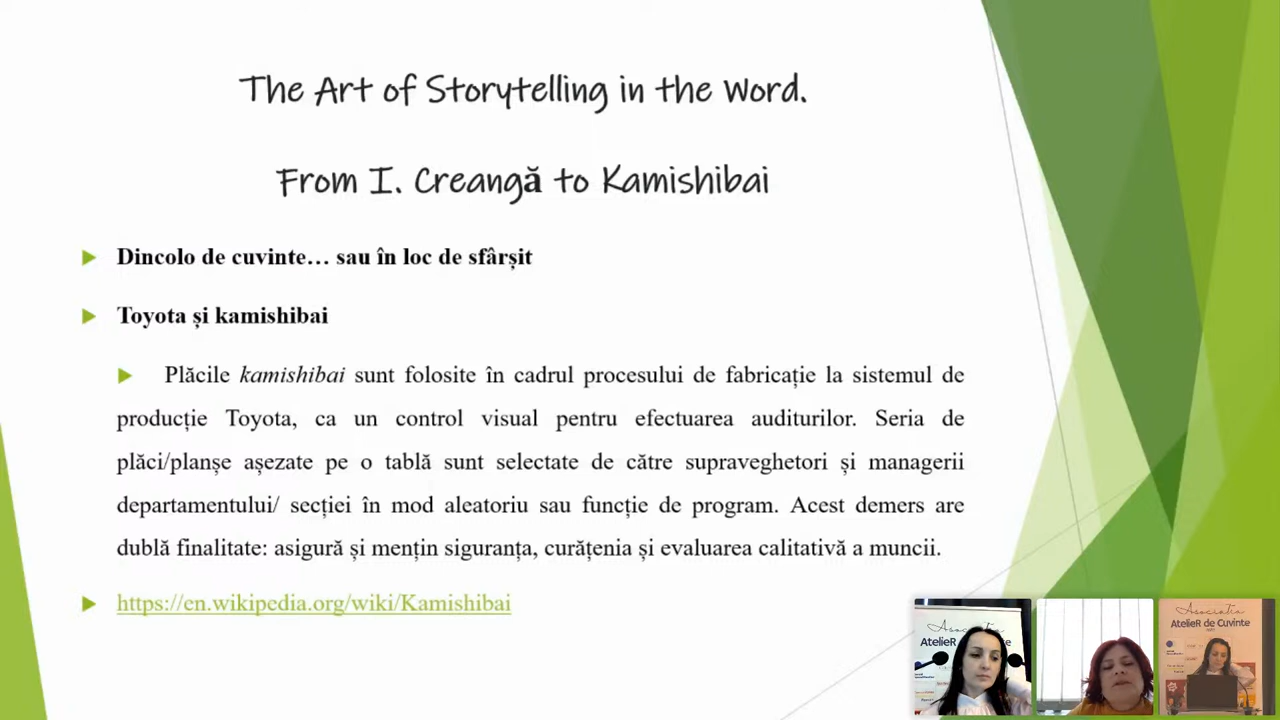 The Art of Storytelling in the Word.
From I. Creangă to Kamishibai
Dincolo de cuvinte… sau în loc de sfârșit
Toyota și kamishibai
Plăcile kamishibai sunt folosite în cadrul procesului de fabricație la sistemul de
producție Toyota, ca un control visual pentru efectuarea auditurilor. Seria de
plăci/planșe așezate pe o tablă sunt selectate de către supraveghetori și managerii
departamentului/ secției în mod aleatoriu sau funcție de program. Acest demers are
dublă finalitate: asigură și mențin siguranța, curățenia și evaluarea calitativă a muncii.
https://en.wikipedia.org/wiki/Kamishibai
Asociatia
AtelieR de Cuvinte